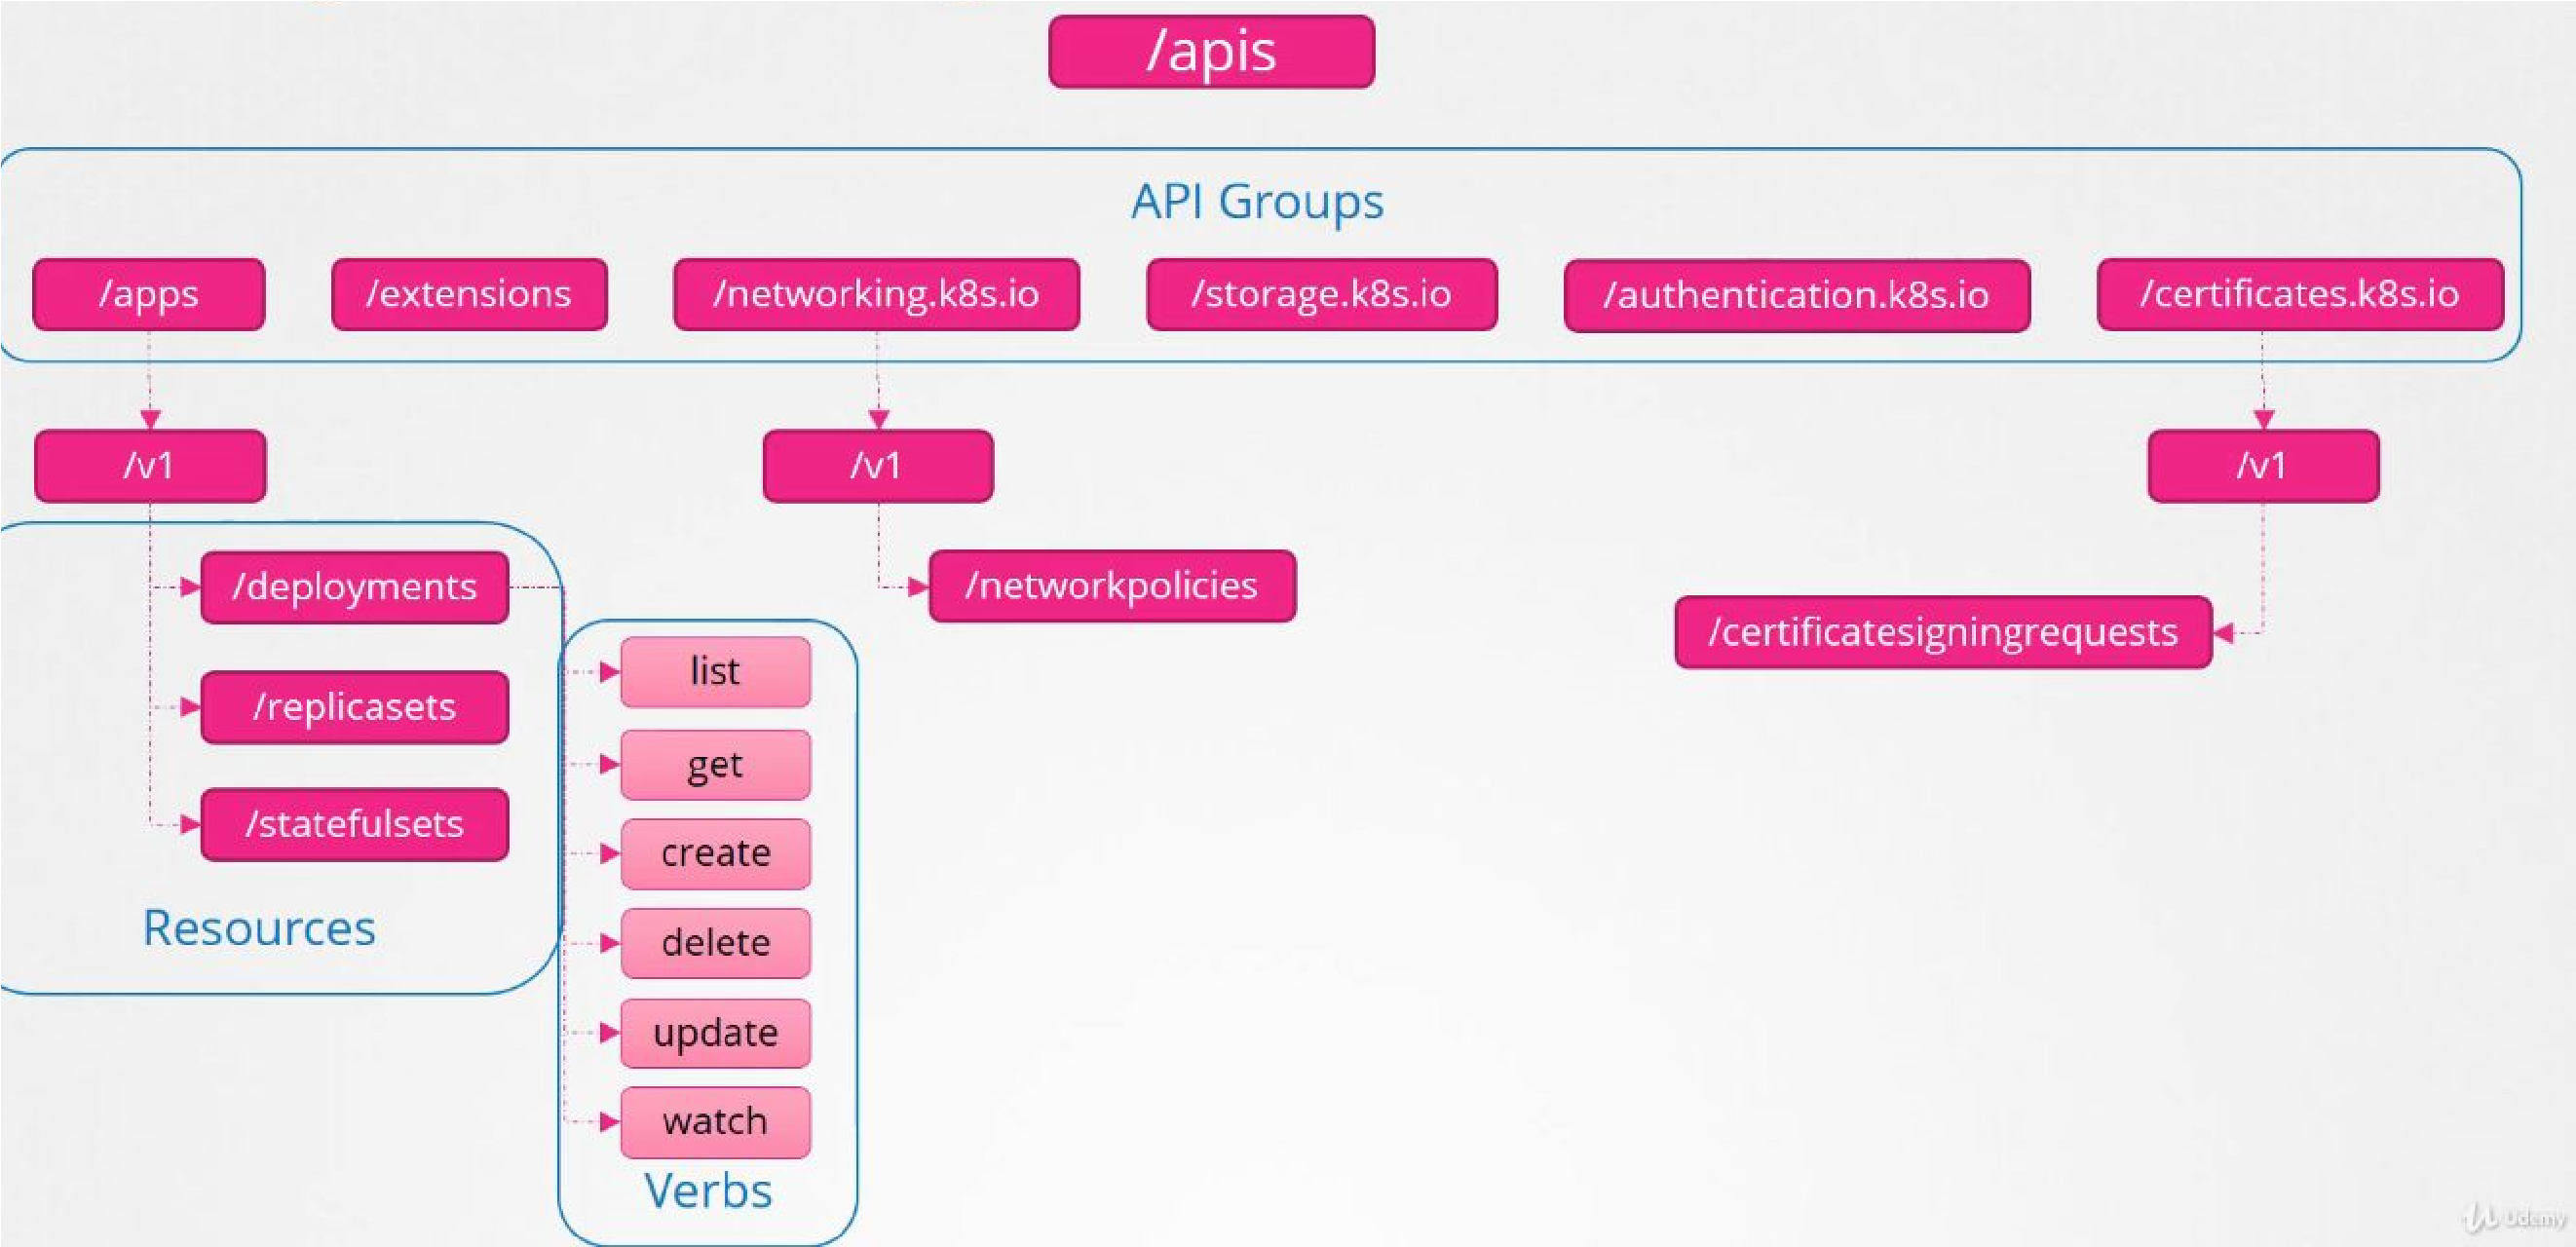 /apis
API Groups
/apps
/extensions
/networking.k8s.io
/storage.k8s.io
/authentication.k8s.io
/certificates.k8s.io
/v1
/v1
/v1
/deployments
/replicasets
/statefulsets
Resources
list
get
create
delete
update
watch
Verbs
/networkpolicies
/certificatesigningrequests
Udemy